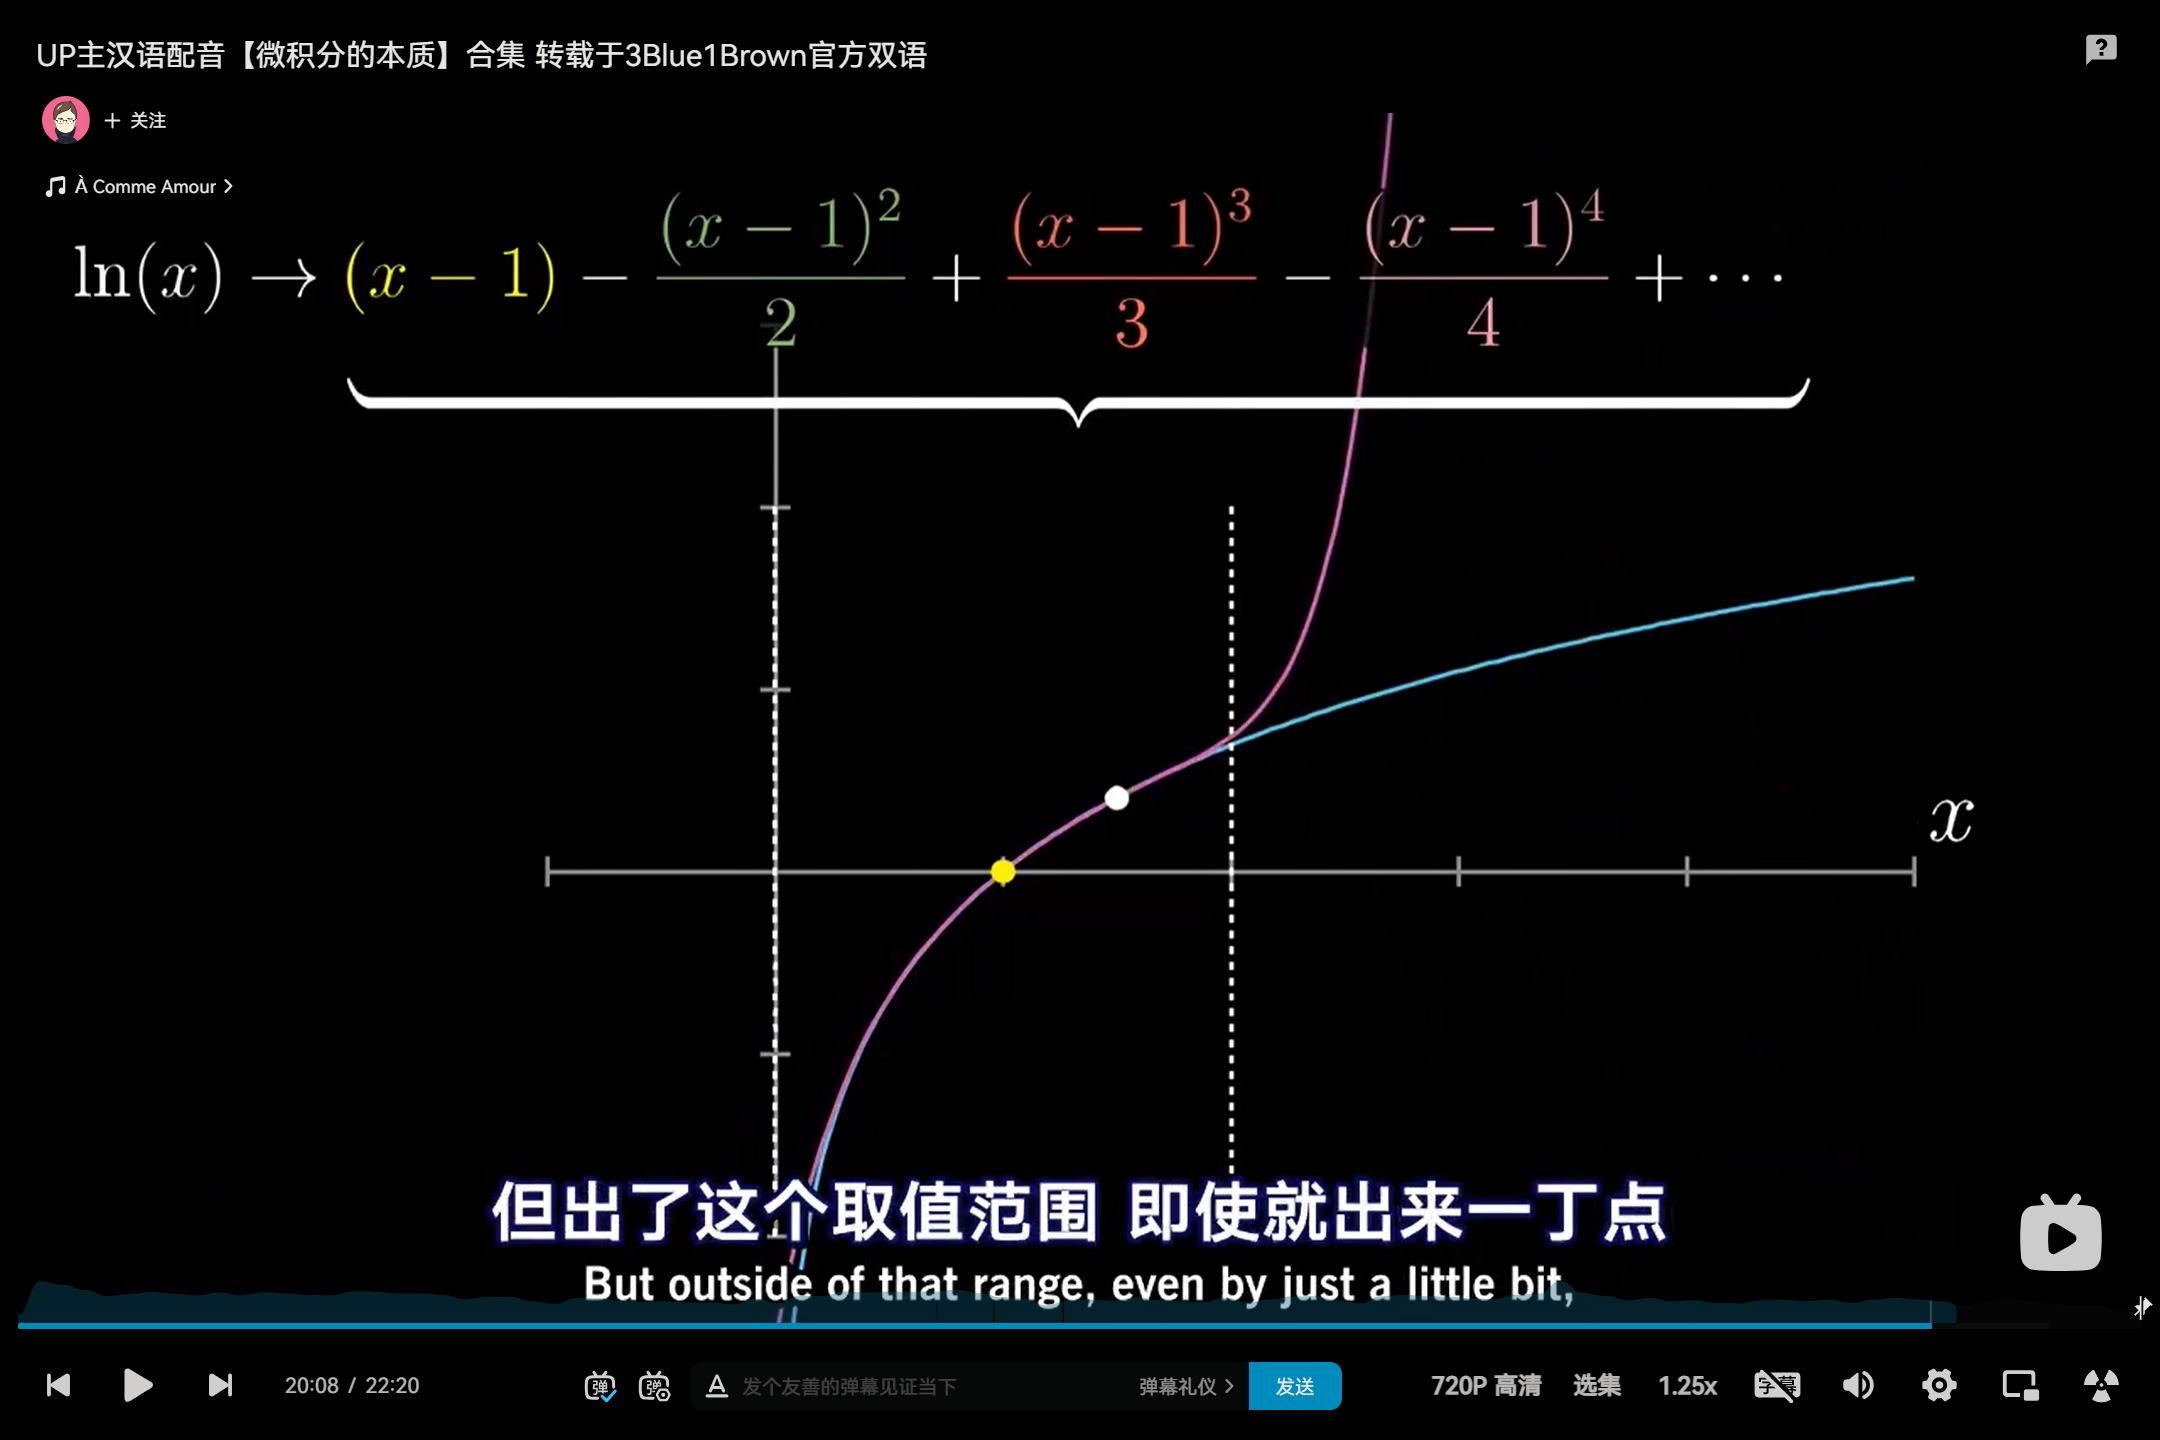 UP主汉语配音【微积分的本质】合集 转载于3Blue1Brown官方双语
+ 关注
À Comme Amour >
ln(x) → (x − 1) − (x − 1)²/2 + (x − 1)³/3 − (x − 1)⁴/4 + ···
x
但出了这个取值范围 即使就出来一丁点
But outside of that range, even by just a little bit,
20:08 / 22:20 弹 弹 A 发个友善的弹幕见证当下 弹幕礼仪 > 发送 720P 高清 选集 1.25x 字幕